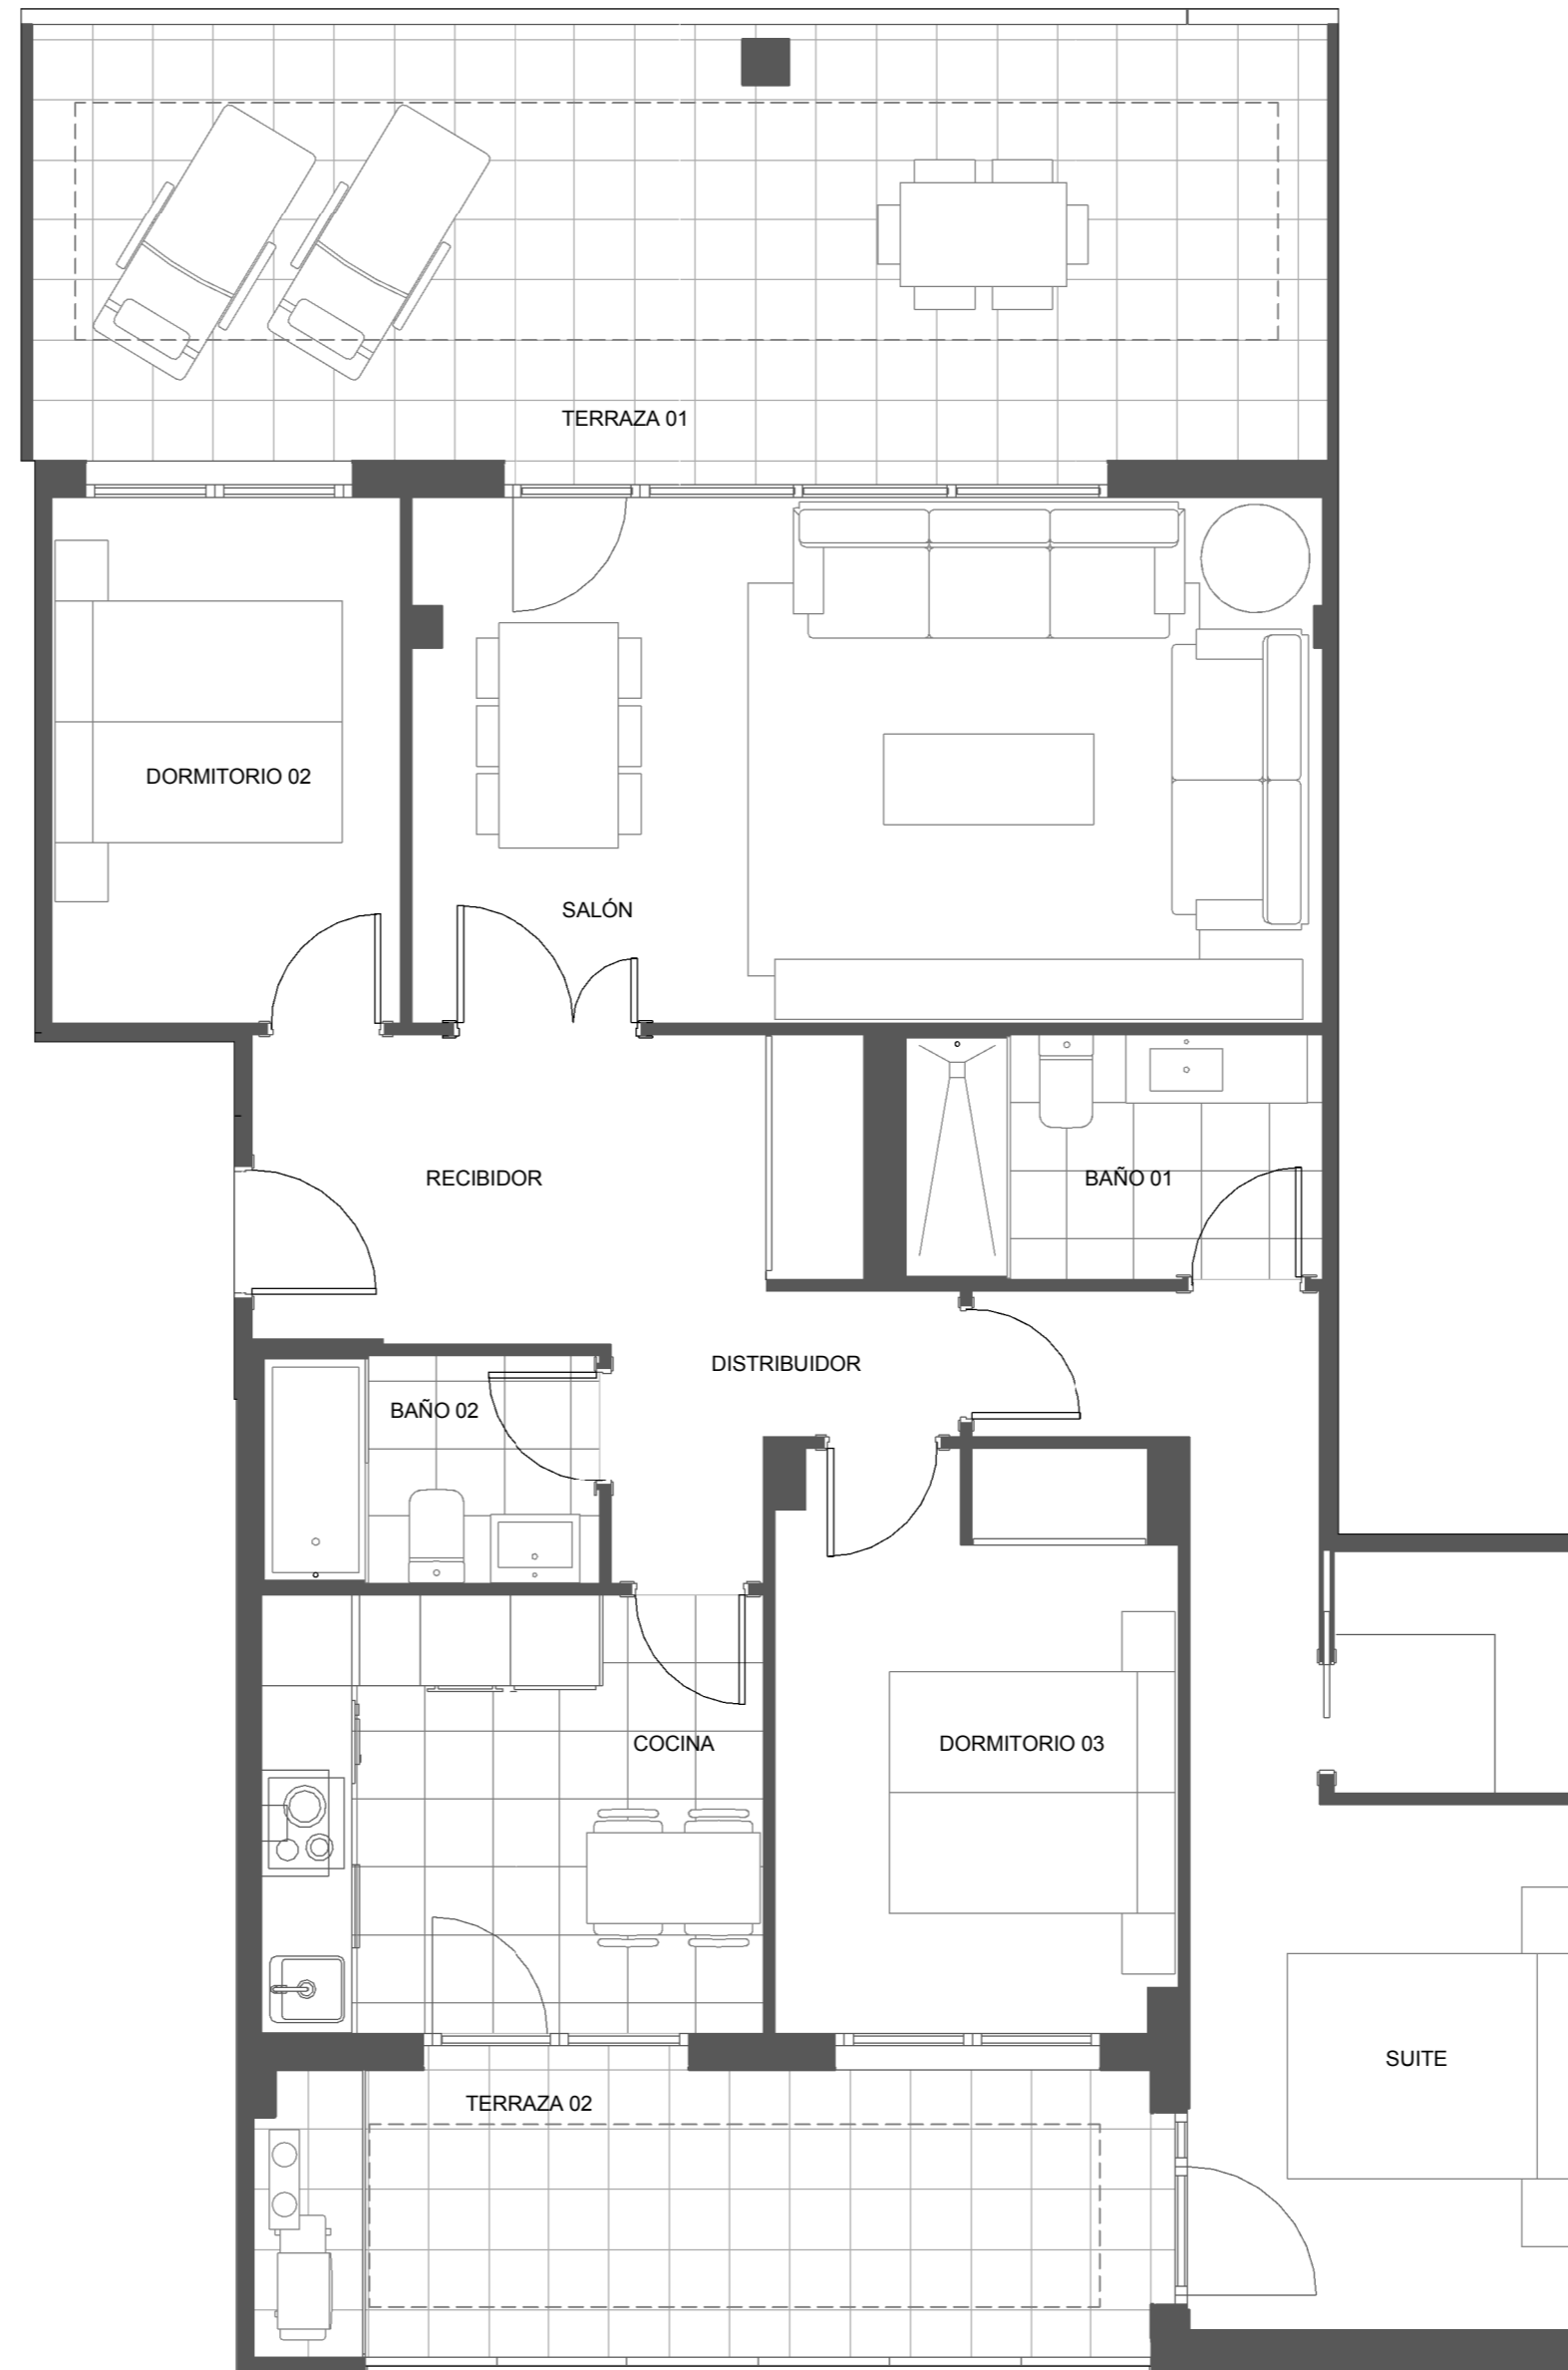 TERRAZA 01
DORMITORIO 02
SALÓN
RECIBIDOR
BAÑO 01
DISTRIBUIDOR
BAÑO 02
COCINA
DORMITORIO 03
SUITE
TERRAZA 02